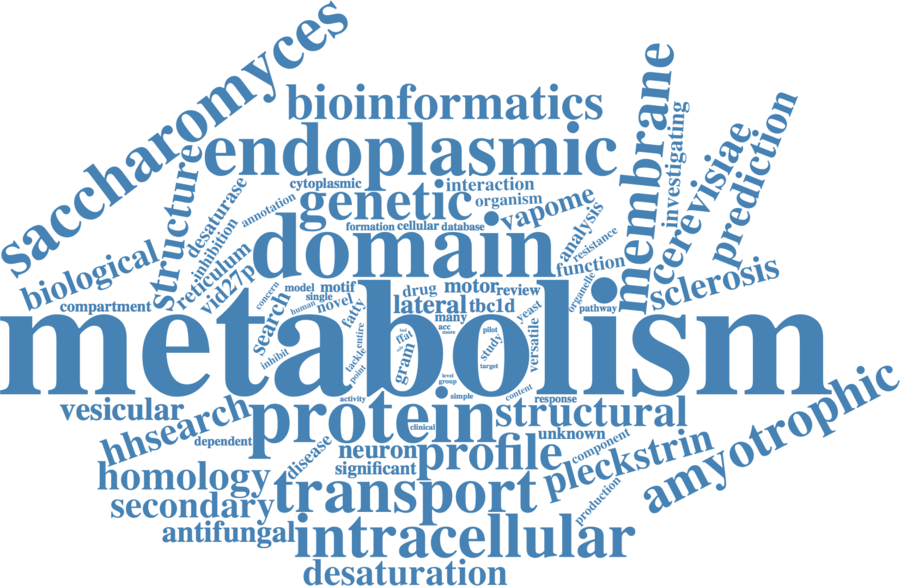 saccharomyces
bioinformatics
membrane
investigating
cerevisiae
prediction
endoplasmic
structure
desaturase
cytoplasmic
interaction
annotation
genetic
organism
vapome
analysis
resistance
formation
cellular
database
inhibition
reticulum
domain
function
biological
vid27p
sclerosis
organelle
pathway
compartment
concern
model
motif
single
human
novel
drug
motor
review
search
fatty
lateral
tbc1d
many
yeast
metabolism
entire
inhibit
tackle
point
ffat
gram
acc
more
pilot
study
target
versatile
level
group
simple
content
response
activity
vesicular
hhsearch
protein
clinical
structural
amyotrophic
dependent
disease
neuron
significant
profile
unknown
component
pleckstrin
homology
transport
production
secondary
antifungal
intracellular
desaturation